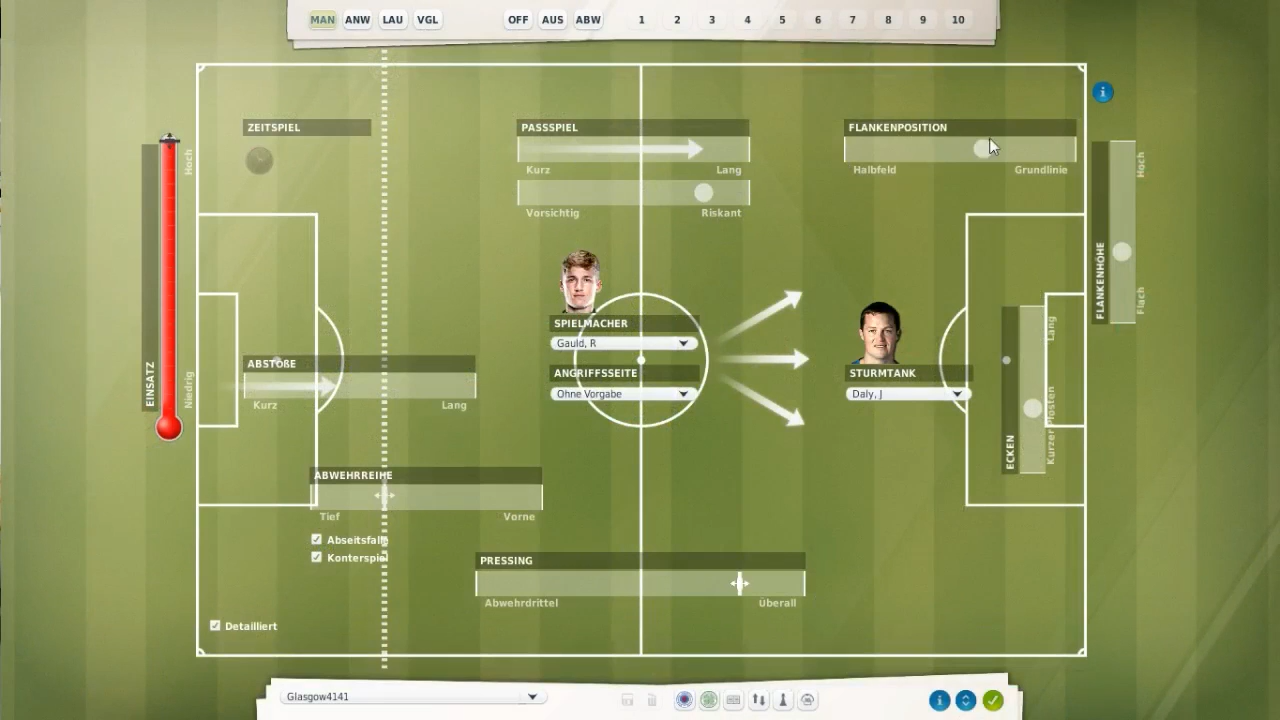 MAN ANW LAU VGL OFF AUS ABW 1 2 3 4 5 6 7 8 9 10
ZEITSPIEL
PASSSPIEL
FLANKENPOSITION
Kurz Lang
Halbfeld Grundlinie
Vorsichtig Riskant
EINSATZ
Hoch
Niedrig
FLANKENHÖHE
Hoch
Flach
SPIELMACHER
Gauld, R
ANGRIFFSSEITE
Ohne Vorgabe
STURMTANK
Daly, J
ABSTÖßE
Kurz Lang
ECKEN
Lang
Kurzer Pfosten
ABWEHRREIHE
Tief Vorne
Abseitsfalle
Konterspiel
PRESSING
Abwehrdrittel Überall
Detailliert
Glasgow4141